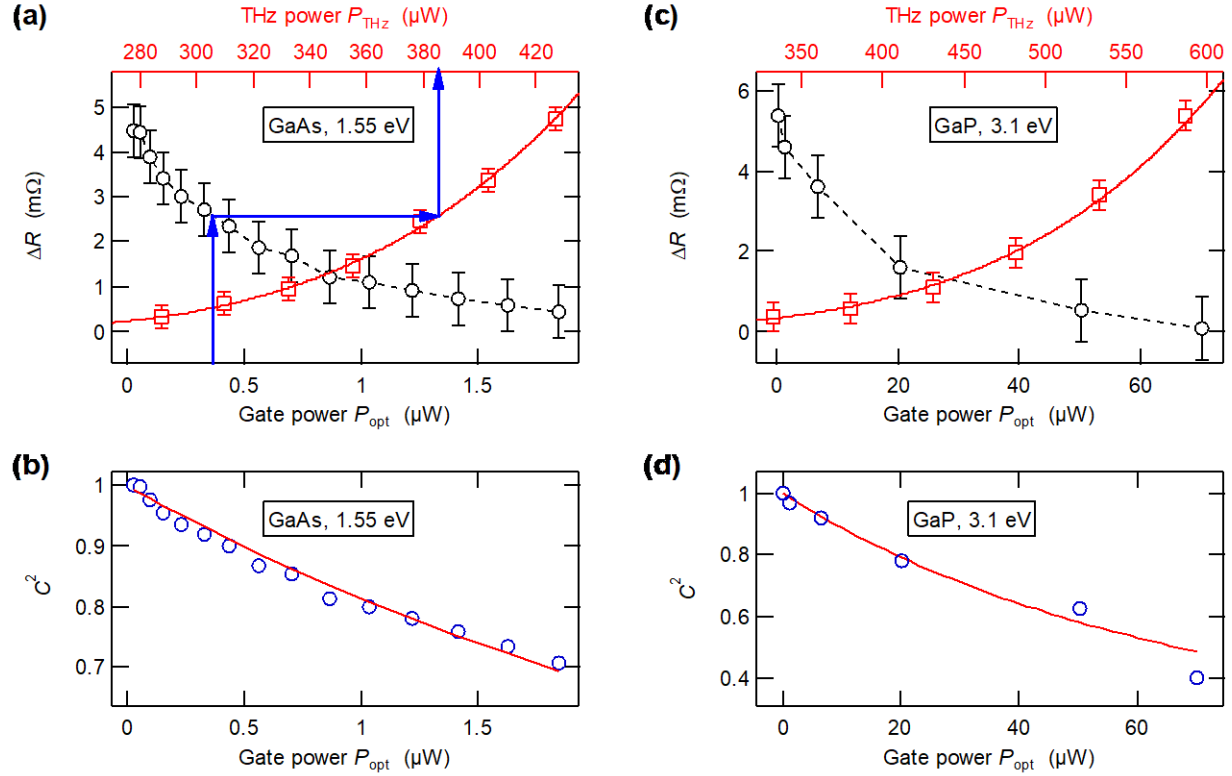 (a)
THz power P_THz (µW)
280 300 320 340 360 380 400 420
GaAs, 1.55 eV
5
4
3
2
1
0
ΔR (mΩ)
0 0.5 1 1.5
Gate power P_opt (µW)
(c)
THz power P_THz (µW)
350 400 450 500 550 600
GaP, 3.1 eV
6
4
2
0
ΔR (mΩ)
0 20 40 60
Gate power P_opt (µW)
(b)
GaAs, 1.55 eV
1
0.9
0.8
0.7
C²
0 0.5 1 1.5
Gate power P_opt (µW)
(d)
GaP, 3.1 eV
1
0.8
0.6
0.4
C²
0 20 40 60
Gate power P_opt (µW)